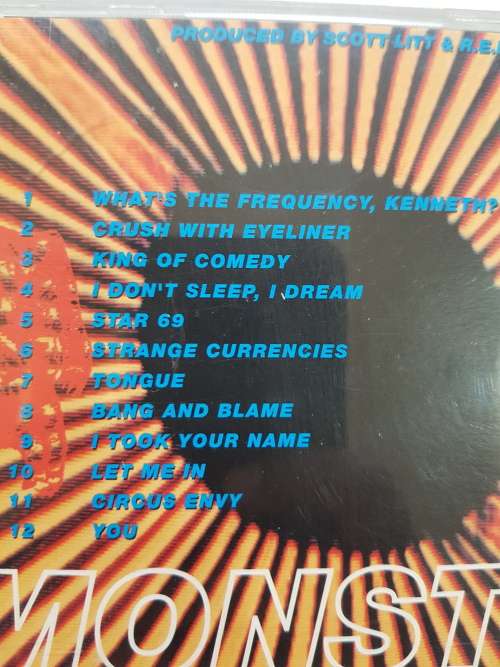 PRODUCED BY SCOTT LITT & R.E.
1 WHAT'S THE FREQUENCY, KENNETH?
2 CRUSH WITH EYELINER
3 KING OF COMEDY
4 I DON'T SLEEP, I DREAM
5 STAR 69
6 STRANGE CURRENCIES
7 TONGUE
8 BANG AND BLAME
9 I TOOK YOUR NAME
10 LET ME IN
11 CIRCUS ENVY
12 YOU
MONST